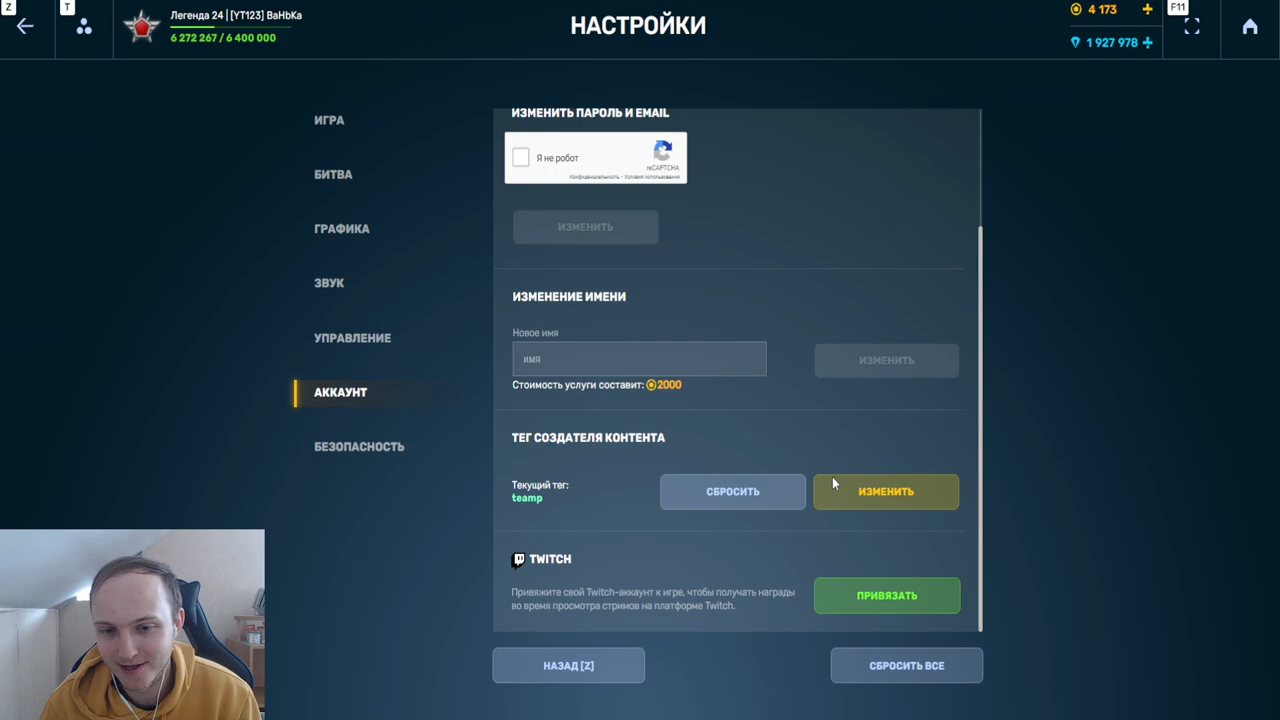 Z
T
Легенда 24 | [YT123] BaHbKa
6 272 267 / 6 400 000
НАСТРОЙКИ
4 173
1 927 978
F11
ИГРА
БИТВА
ГРАФИКА
ЗВУК
УПРАВЛЕНИЕ
АККАУНТ
БЕЗОПАСНОСТЬ
ИЗМЕНИТЬ ПАРОЛЬ И EMAIL
Я не робот
reCAPTCHA
Конфиденциальность - Условия использования
ИЗМЕНИТЬ
ИЗМЕНЕНИЕ ИМЕНИ
Новое имя
имя
ИЗМЕНИТЬ
Стоимость услуги составит: 2000
ТЕГ СОЗДАТЕЛЯ КОНТЕНТА
Текущий тег:
teamp
СБРОСИТЬ
ИЗМЕНИТЬ
TWITCH
Привяжите свой Twitch-аккаунт к игре, чтобы получать награды
во время просмотра стримов на платформе Twitch.
ПРИВЯЗАТЬ
НАЗАД [Z]
СБРОСИТЬ ВСЕ